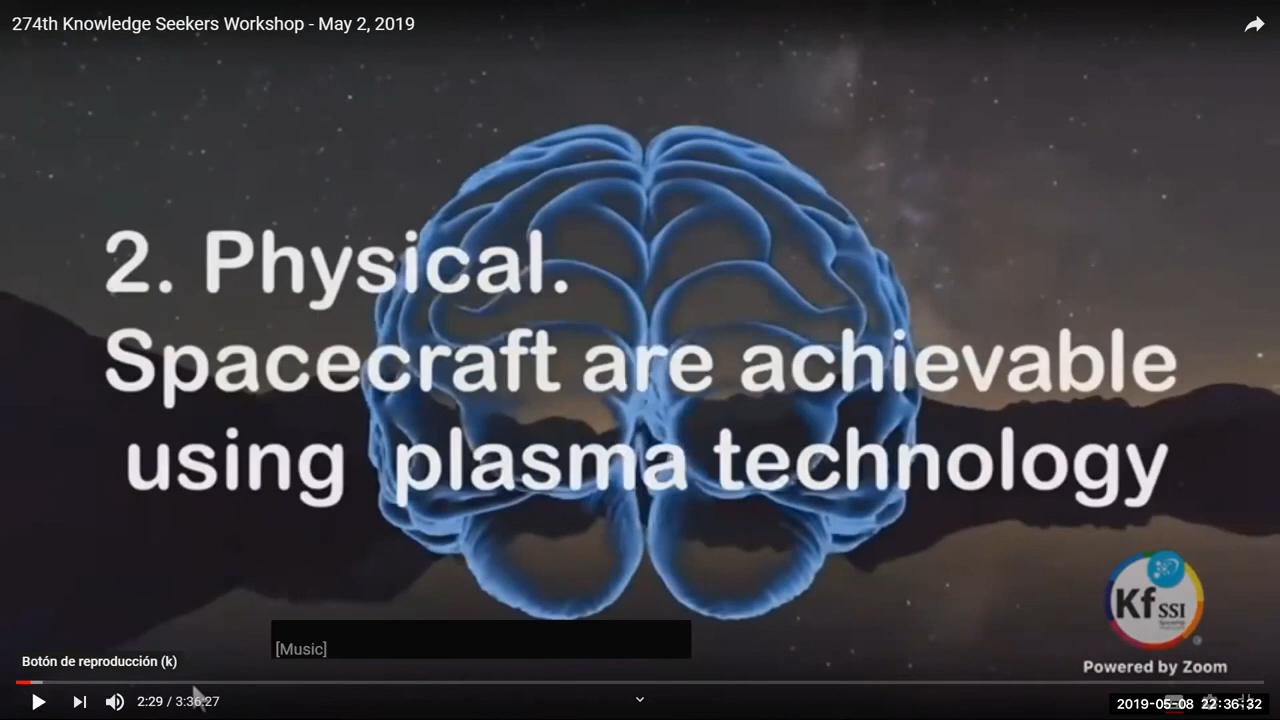 274th Knowledge Seekers Workshop - May 2, 2019
2. Physical.
Spacecraft are achievable
using plasma technology
Kf SSI
Powered by Zoom
[Music]
Botón de reproducción (k)
2:29 / 3:36:27
2019-05-08 22:36:32